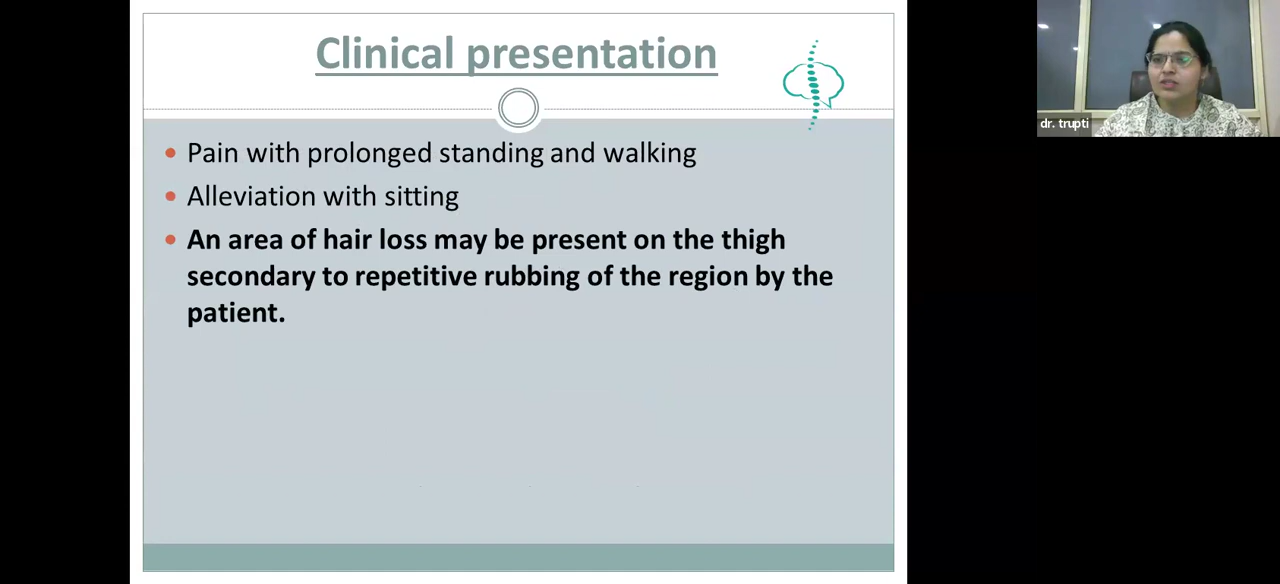 Clinical presentation
dr. trupti
Pain with prolonged standing and walking
Alleviation with sitting
An area of hair loss may be present on the thigh
secondary to repetitive rubbing of the region by the
patient.